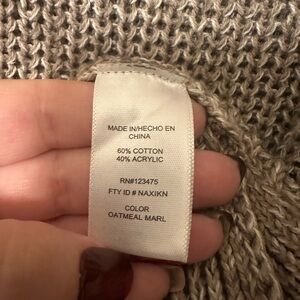 MADE IN/HECHO EN
CHINA
60% COTTON
40% ACRYLIC
RN#123475
FTY ID # NAXIKN
COLOR
OATMEAL MARL